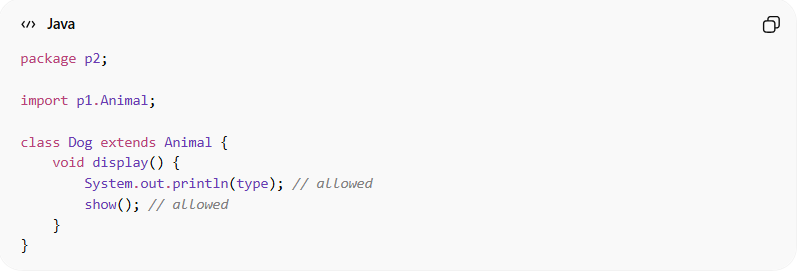 </> Java
package p2;
import p1.Animal;
class Dog extends Animal {
    void display() {
        System.out.println(type); // allowed
        show(); // allowed
    }
}